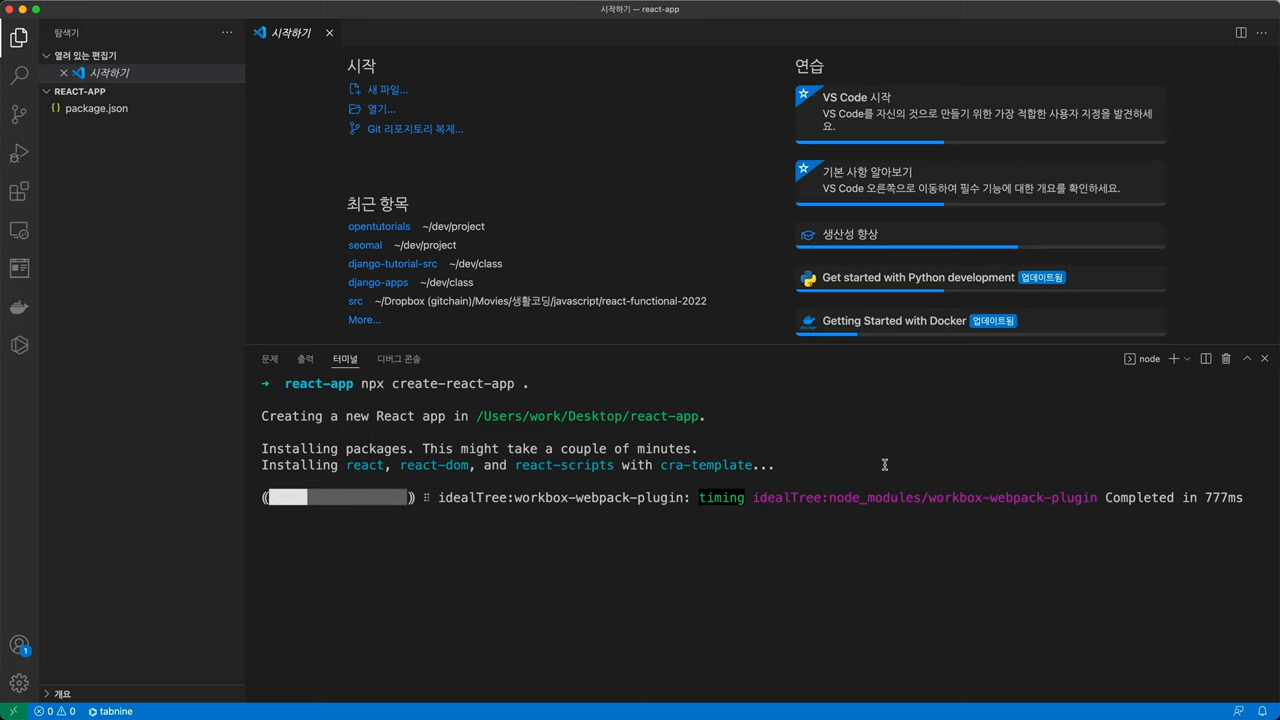 시작하기 — react-app
탐색기
열려 있는 편집기
시작하기
REACT-APP
{} package.json
개요
시작하기
시작
새 파일...
열기...
Git 리포지토리 복제...
최근 항목
opentutorials ~/dev/project
seomal ~/dev/project
django-tutorial-src ~/dev/class
django-apps ~/dev/class
src ~/Dropbox (gitchain)/Movies/생활코딩/javascript/react-functional-2022
More...
연습
VS Code 시작
VS Code를 자신의 것으로 만들기 위한 가장 적합한 사용자 지정을 발견하세
요.
기본 사항 알아보기
VS Code 오른쪽으로 이동하여 필수 기능에 대한 개요를 확인하세요.
생산성 향상
Get started with Python development 업데이트됨
Getting Started with Docker 업데이트됨
문제 출력 터미널 디버그 콘솔 node
→ react-app npx create-react-app .
Creating a new React app in /Users/work/Desktop/react-app.
Installing packages. This might take a couple of minutes.
Installing react, react-dom, and react-scripts with cra-template...
idealTree:workbox-webpack-plugin: timing idealTree:node_modules/workbox-webpack-plugin Completed in 777ms
1
0 0 tabnine